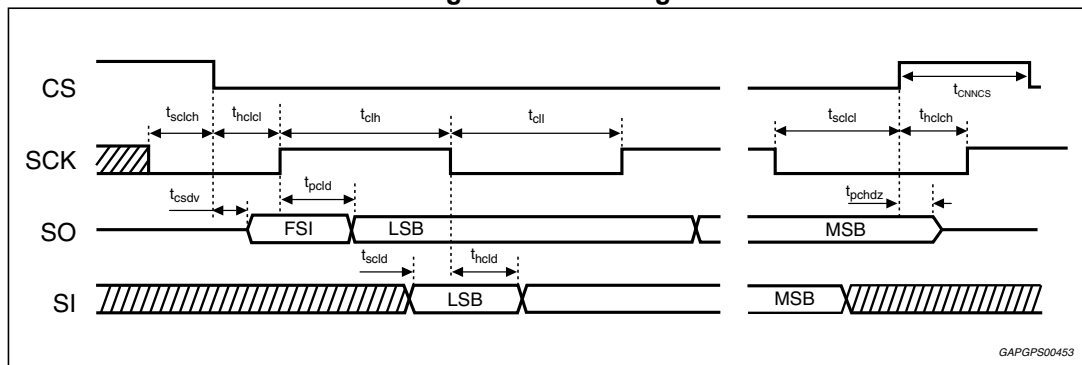 CS
t_CNNCS
t_sclch t_hclcl t_clh t_cll t_sclcl t_hclch
SCK
t_csdv t_pcld t_pchdz
SO FSI LSB MSB
t_scld t_hcld
SI LSB MSB
GAPGPS00453